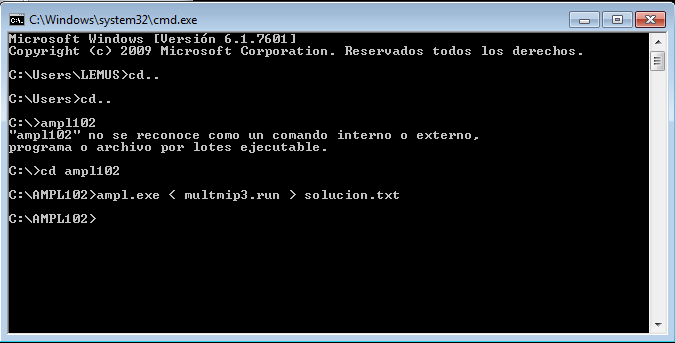 C:\Windows\system32\cmd.exe
Microsoft Windows [Versión 6.1.7601]
Copyright (c) 2009 Microsoft Corporation. Reservados todos los derechos.
C:\Users\LEMUS>cd..
C:\Users>cd..
C:\>ampl102
"ampl102" no se reconoce como un comando interno o externo,
programa o archivo por lotes ejecutable.
C:\>cd ampl102
C:\AMPL102>ampl.exe < multmip3.run > solucion.txt
C:\AMPL102>